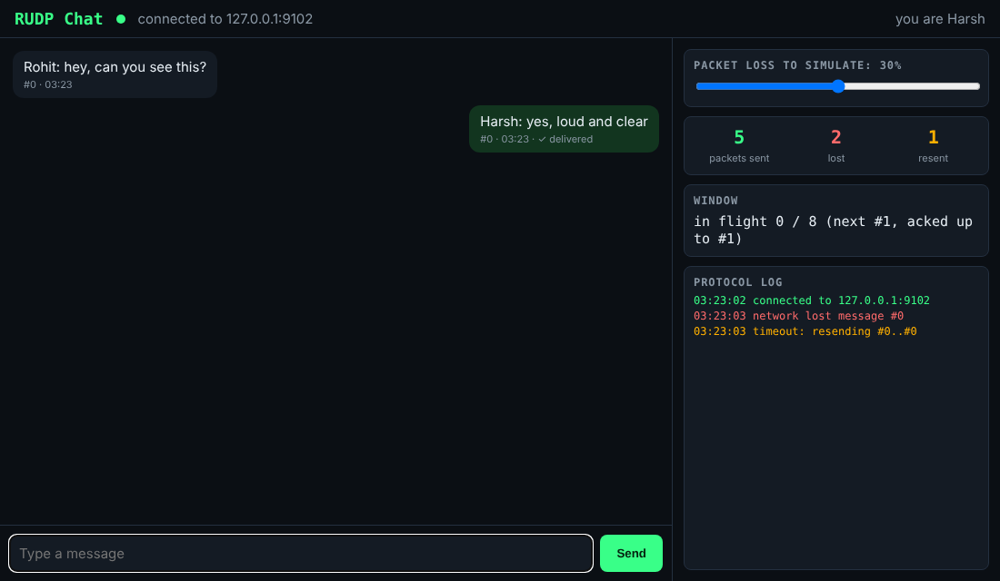 RUDP Chat connected to 127.0.0.1:9102 you are Harsh
Rohit: hey, can you see this?
#0 · 03:23
Harsh: yes, loud and clear
#0 · 03:23 · ✓ delivered
Type a message
Send
PACKET LOSS TO SIMULATE: 30%
5 2 1
packets sent lost resent
WINDOW
in flight 0 / 8 (next #1, acked up
to #1)
PROTOCOL LOG
03:23:02 connected to 127.0.0.1:9102
03:23:03 network lost message #0
03:23:03 timeout: resending #0..#0